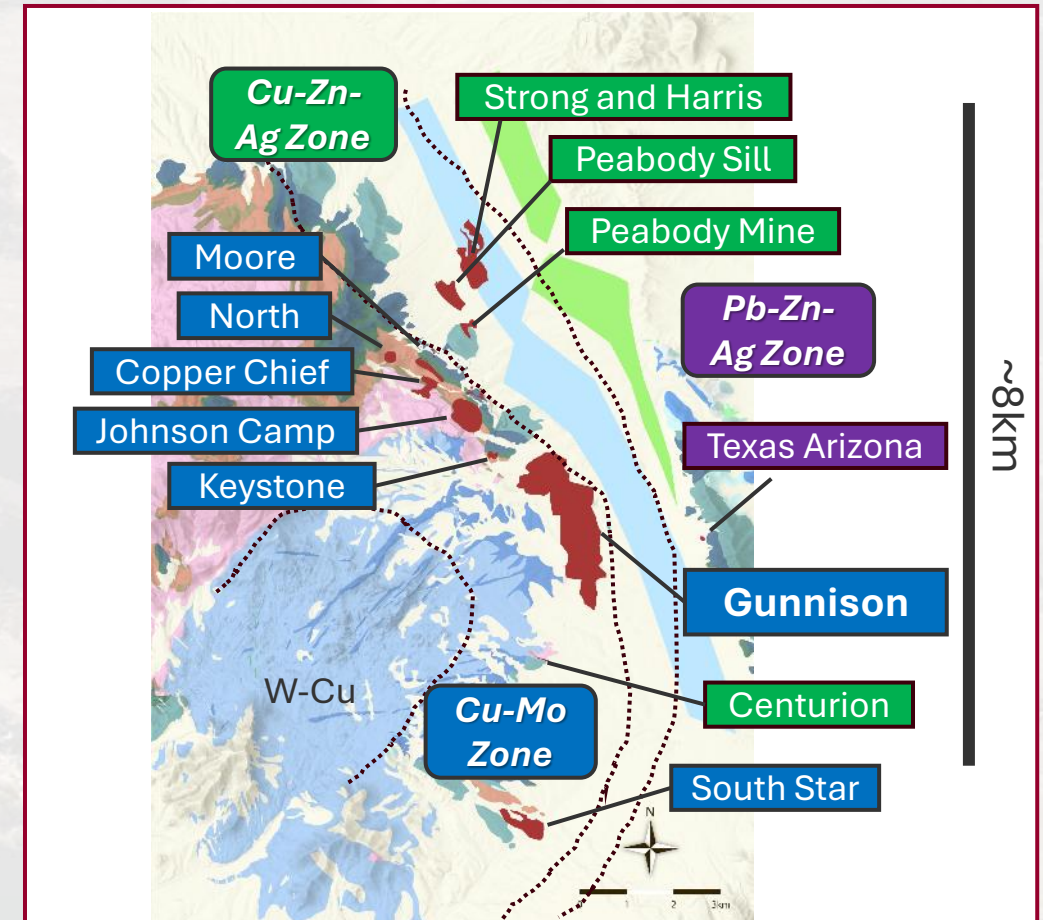 Cu-Zn-
Ag Zone
Strong and Harris
Peabody Sill
Peabody Mine
Moore
North
Copper Chief
Johnson Camp
Keystone
Pb-Zn-
Ag Zone
Texas Arizona
~8km
Gunnison
W-Cu
Cu-Mo
Zone
Centurion
South Star
N
1 2 3km